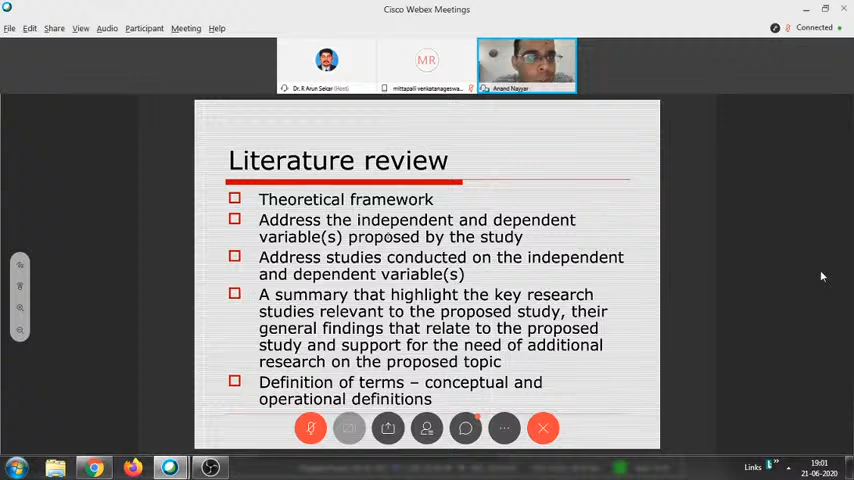 Cisco Webex Meetings
File Edit Share View Audio Participant Meeting Help
Connected
MR
Dr. R Arun Sekar (Host)
mittapalli venkatanageswa...
Anand Nayyar
Literature review
Theoretical framework
Address the independent and dependent
variable(s) proposed by the study
Address studies conducted on the independent
and dependent variable(s)
A summary that highlight the key research
studies relevant to the proposed study, their
general findings that relate to the proposed
study and support for the need of additional
research on the proposed topic
Definition of terms – conceptual and
operational definitions
Links
19:01
21-06-2020